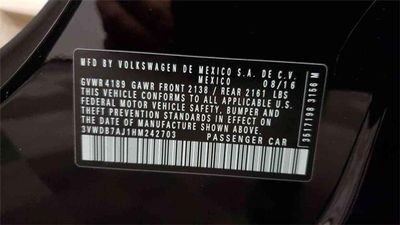 MFD BY VOLKSWAGEN DE MEXICO S.A. DE C.V.
MEXICO 08/16
GVWR4189 GAWR FRONT 2138 / REAR 2161 LBS
THIS VEHICLE CONFORMS TO ALL APPLICABLE
FEDERAL MOTOR VEHICLE SAFETY, BUMPER AND
THEFT PREVENTION STANDARDS IN EFFECT ON
THE DATE OF MANUFACTURE SHOWN ABOVE
3VWDB7AJ1HM242703 PASSENGER CAR
3517198 3156 M